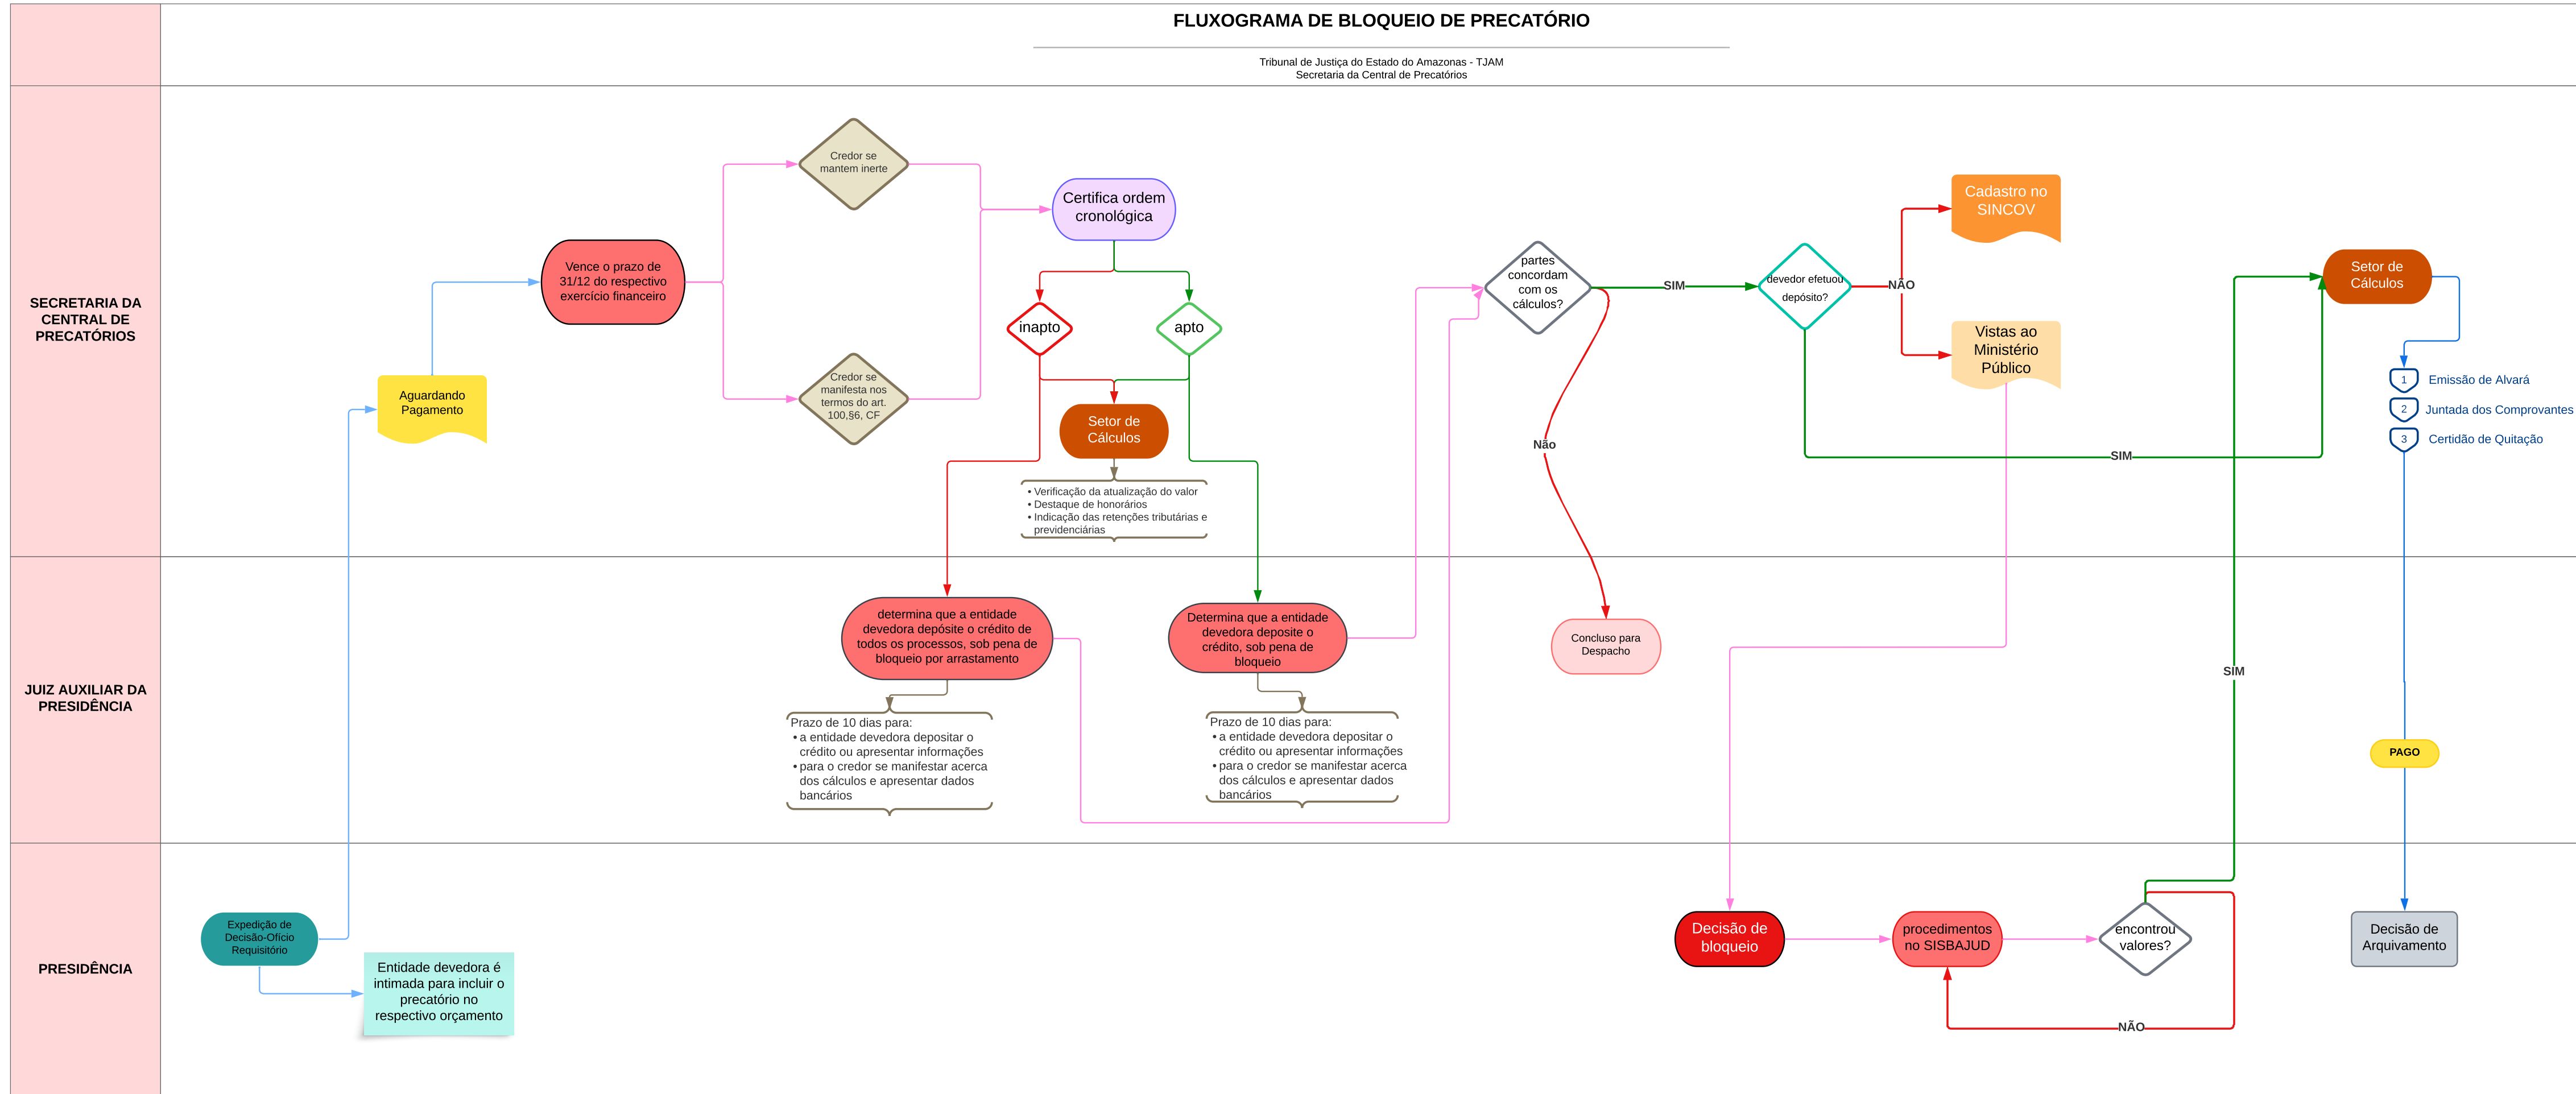 FLUXOGRAMA DE BLOQUEIO DE PRECATÓRIO
Tribunal de Justiça do Estado do Amazonas - TJAM
Secretaria da Central de Precatórios
SECRETARIA DA
CENTRAL DE
PRECATÓRIOS
Aguardando
Pagamento
Vence o prazo de
31/12 do respectivo
exercício financeiro
Credor se
mantem inerte
Credor se
manifesta nos
termos do art.
100,§6, CF
Certifica ordem
cronológica
inapto
apto
Setor de
Cálculos
• Verificação da atualização do valor
• Destaque de honorários
• Indicação das retenções tributárias e
previdenciárias
partes
concordam
com os
cálculos?
SIM
Não
devedor efetuou
depósito?
NÃO
SIM
Cadastro no
SINCOV
Vistas ao
Ministério
Público
Setor de
Cálculos
1 Emissão de Alvará
2 Juntada dos Comprovantes
3 Certidão de Quitação
JUIZ AUXILIAR DA
PRESIDÊNCIA
determina que a entidade
devedora depósite o crédito de
todos os processos, sob pena de
bloqueio por arrastamento
Prazo de 10 dias para:
• a entidade devedora depositar o
crédito ou apresentar informações
• para o credor se manifestar acerca
dos cálculos e apresentar dados
bancários
Determina que a entidade
devedora deposite o
crédito, sob pena de
bloqueio
Prazo de 10 dias para:
• a entidade devedora depositar o
crédito ou apresentar informações
• para o credor se manifestar acerca
dos cálculos e apresentar dados
bancários
Concluso para
Despacho
SIM
PAGO
PRESIDÊNCIA
Expedição de
Decisão-Ofício
Requisitório
Entidade devedora é
intimada para incluir o
precatório no
respectivo orçamento
Decisão de
bloqueio
procedimentos
no SISBAJUD
encontrou
valores?
NÃO
Decisão de
Arquivamento